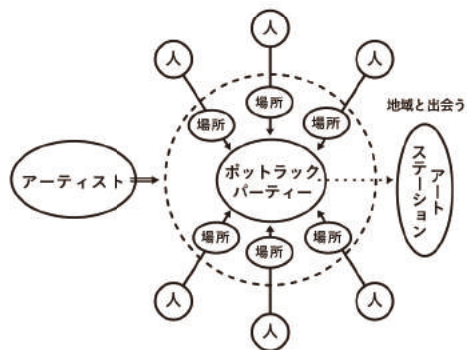 人
人
人
場所
場所
場所
地域と出会う
アーティスト
ポットラック
パーティー
アート
ステーション
場所
場所
場所
人
人
人